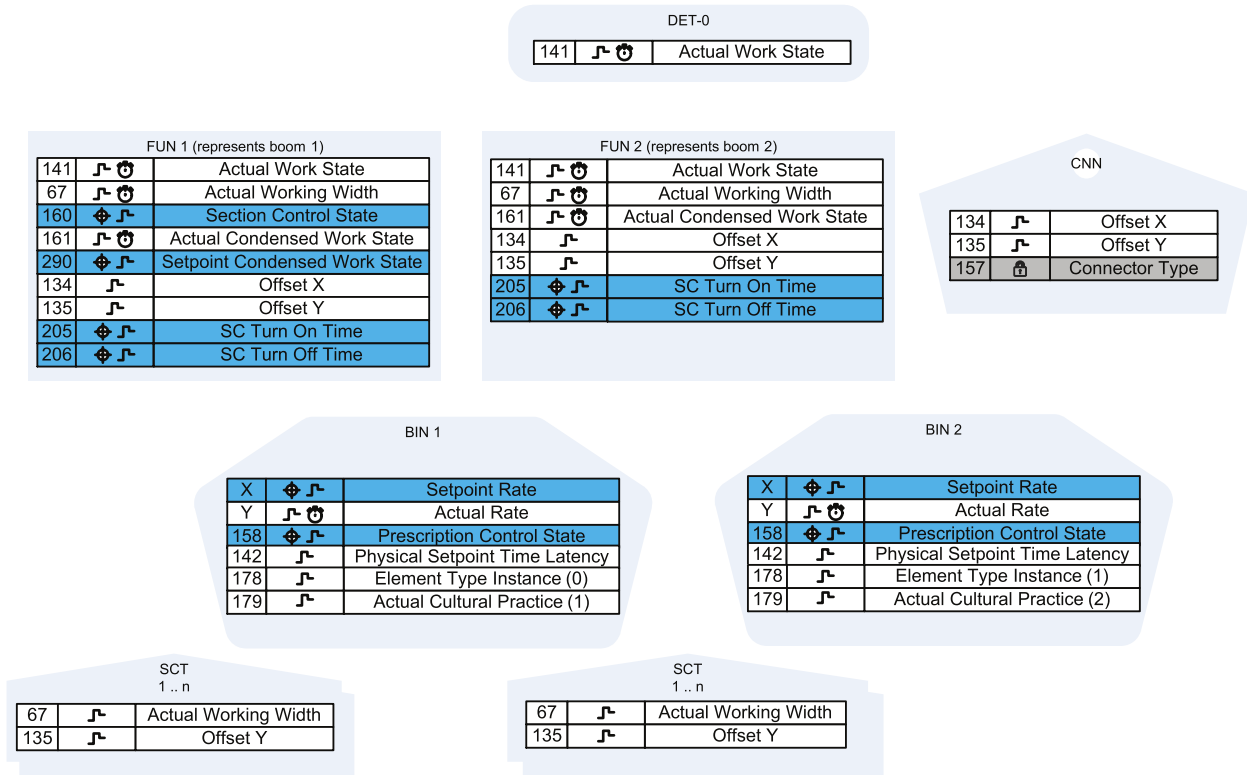 DET-0
141 Actual Work State
FUN 1 (represents boom 1)
141 Actual Work State
67 Actual Working Width
160 Section Control State
161 Actual Condensed Work State
290 Setpoint Condensed Work State
134 Offset X
135 Offset Y
205 SC Turn On Time
206 SC Turn Off Time
FUN 2 (represents boom 2)
141 Actual Work State
67 Actual Working Width
161 Actual Condensed Work State
134 Offset X
135 Offset Y
205 SC Turn On Time
206 SC Turn Off Time
CNN
134 Offset X
135 Offset Y
157 Connector Type
BIN 1
X Setpoint Rate
Y Actual Rate
158 Prescription Control State
142 Physical Setpoint Time Latency
178 Element Type Instance (0)
179 Actual Cultural Practice (1)
BIN 2
X Setpoint Rate
Y Actual Rate
158 Prescription Control State
142 Physical Setpoint Time Latency
178 Element Type Instance (1)
179 Actual Cultural Practice (2)
SCT
1 .. n
67 Actual Working Width
135 Offset Y
SCT
1 .. n
67 Actual Working Width
135 Offset Y